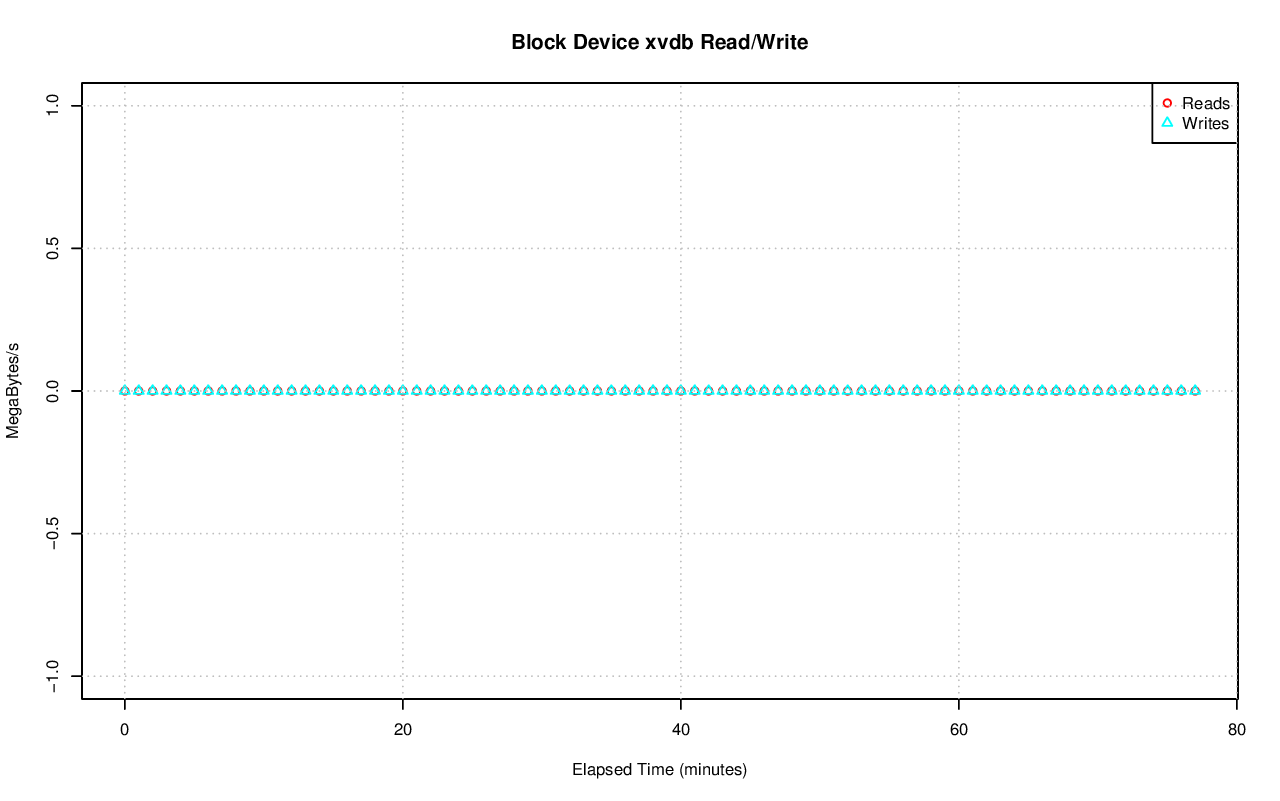 Block Device xvdb Read/Write
Reads
Writes
1.0
0.5
0.0
−0.5
−1.0
MegaBytes/s
0 20 40 60 80
Elapsed Time (minutes)